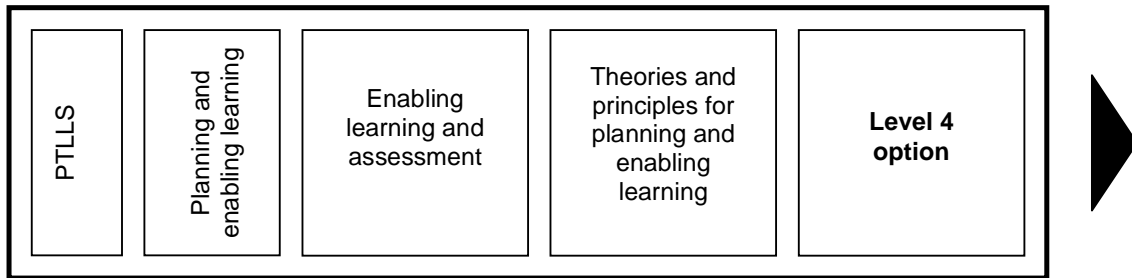 PTLLS
Planning and
enabling learning
Enabling
learning and
assessment
Theories and
principles for
planning and
enabling
learning
Level 4
option